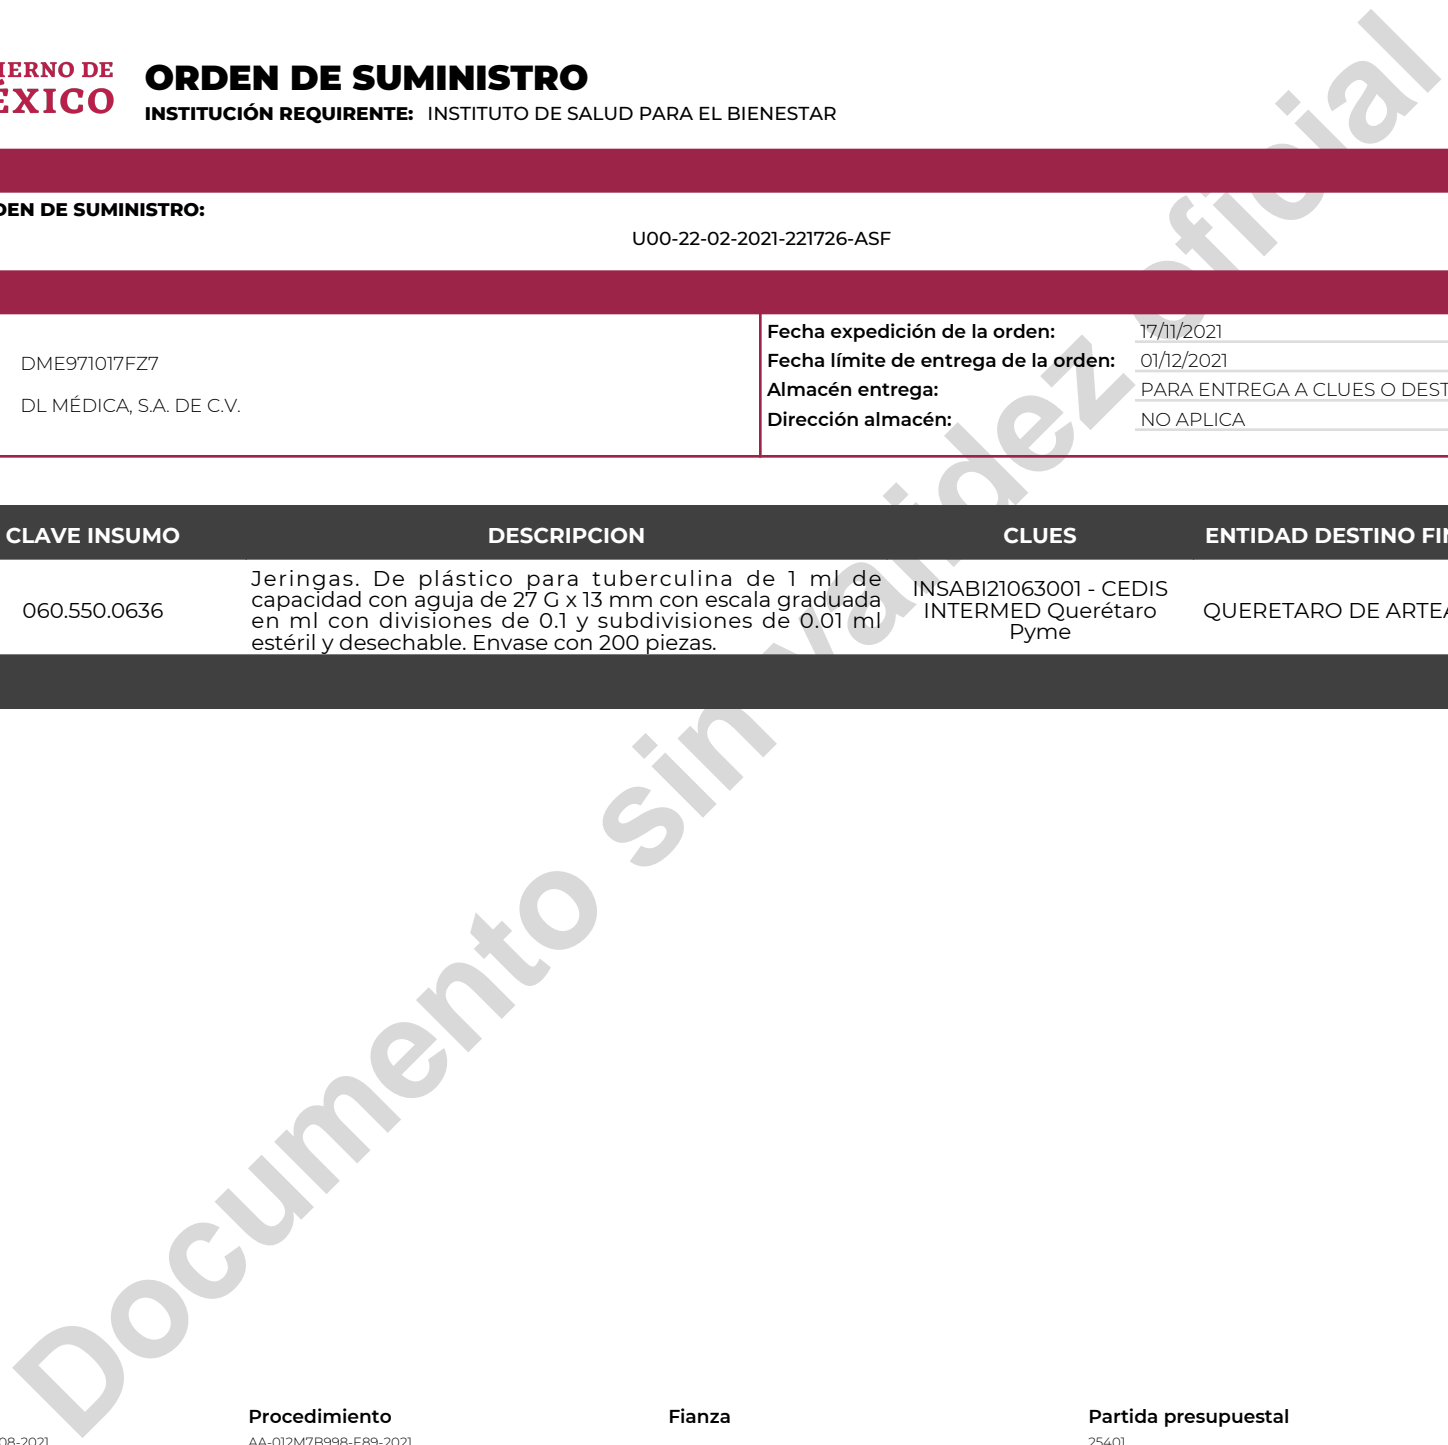 IERNO DE
ÉXICO
ORDEN DE SUMINISTRO
INSTITUCIÓN REQUIRENTE: INSTITUTO DE SALUD PARA EL BIENESTAR
DEN DE SUMINISTRO:
U00-22-02-2021-221726-ASF
DME971017FZ7
DL MÉDICA, S.A. DE C.V.
Fecha expedición de la orden: 17/11/2021
Fecha límite de entrega de la orden: 01/12/2021
Almacén entrega: PARA ENTREGA A CLUES O DEST
Dirección almacén: NO APLICA
CLAVE INSUMO DESCRIPCION CLUES ENTIDAD DESTINO FIN
060.550.0636
Jeringas. De plástico para tuberculina de 1 ml de
capacidad con aguja de 27 G x 13 mm con escala graduada
en ml con divisiones de 0.1 y subdivisiones de 0.01 ml
estéril y desechable. Envase con 200 piezas.
INSABI21063001 - CEDIS
INTERMED Querétaro
Pyme
QUERETARO DE ARTEA
Documento sin validez oficial
Procedimiento Fianza Partida presupuestal
08-2021 AA-012M7B998-E89-2021 25401